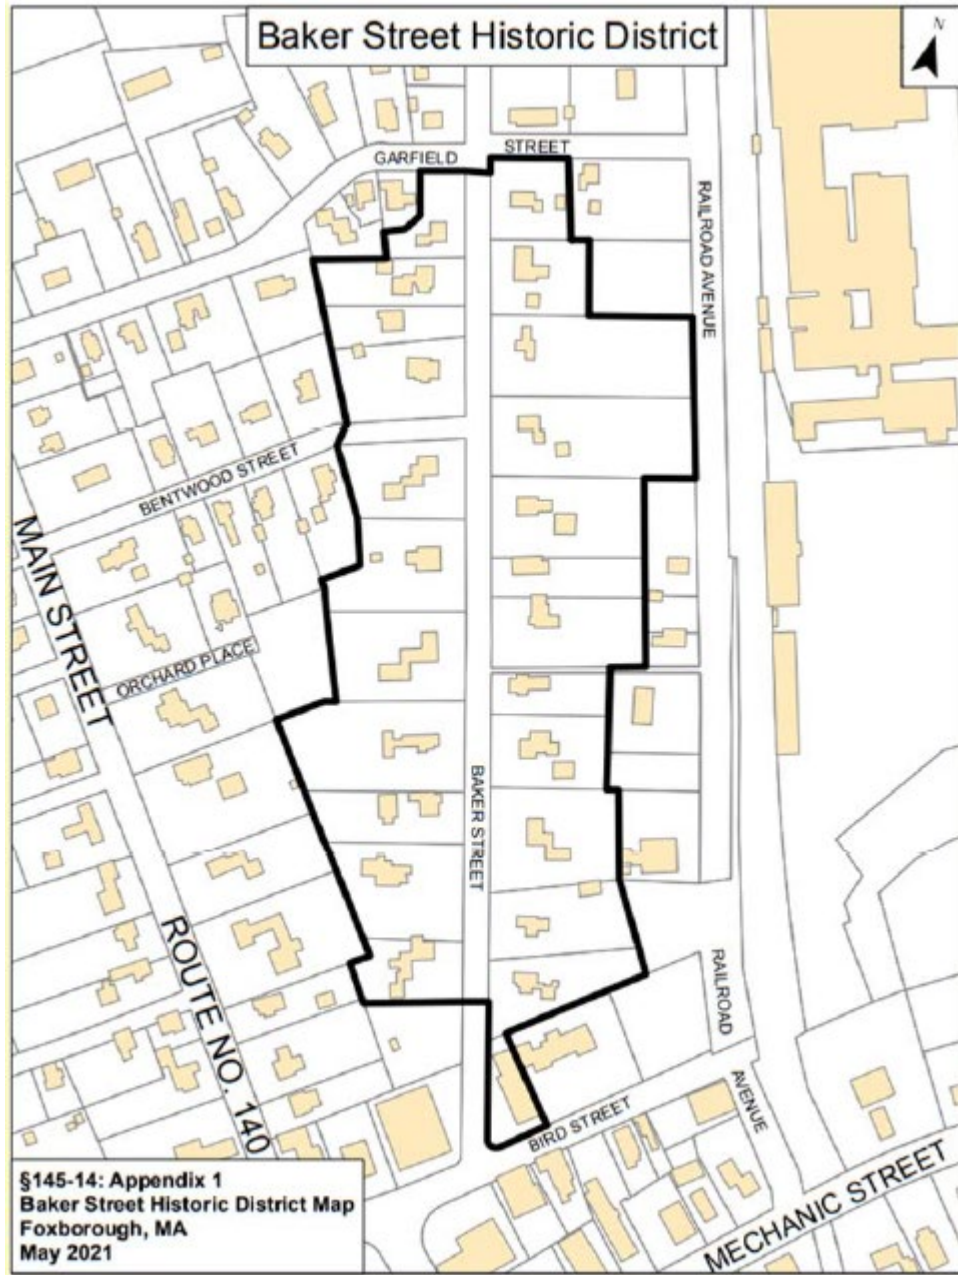 Baker Street Historic District
N
GARFIELD STREET
RAILROAD AVENUE
BENTWOOD STREET
MAIN STREET
ORCHARD PLACE
BAKER STREET
ROUTE NO. 140
RAILROAD AVENUE
BIRD STREET
MECHANIC STREET
§145-14: Appendix 1
Baker Street Historic District Map
Foxborough, MA
May 2021